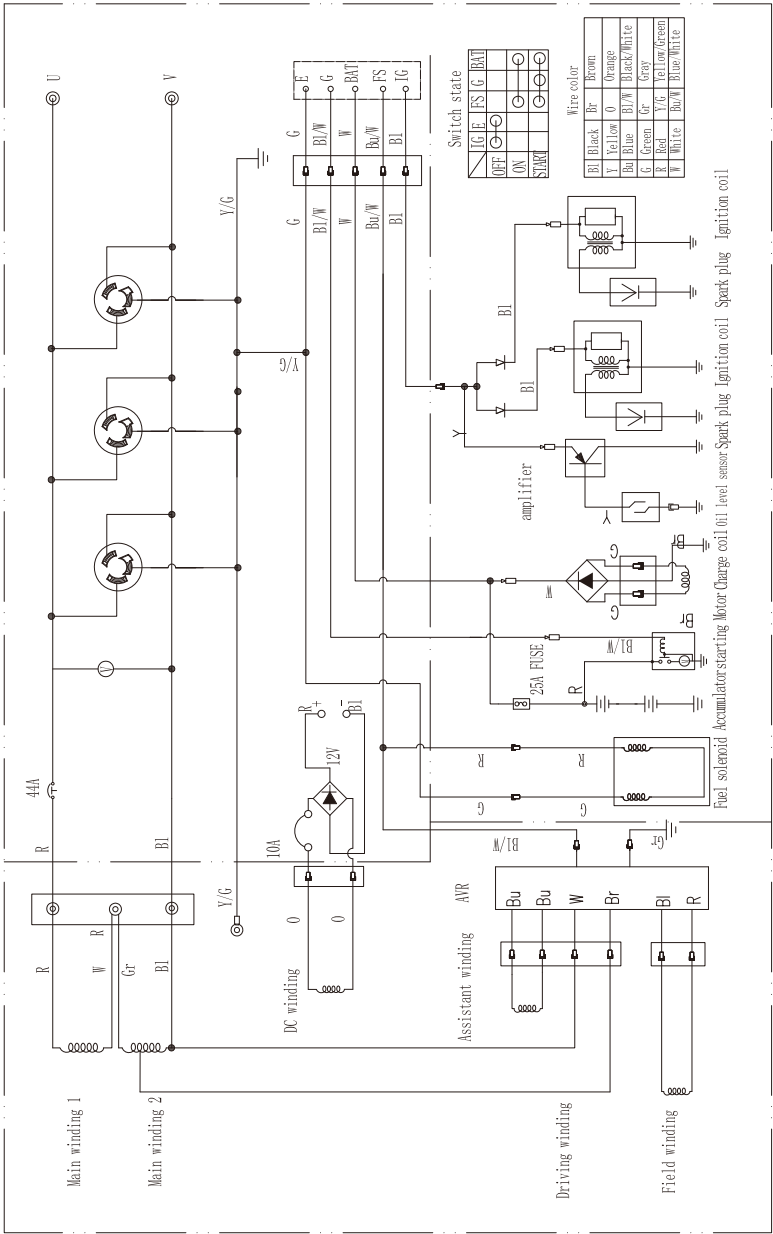 U
V
44A
R
Bl
R
W
R
Gr
Bl
Main winding 1
Main winding 2
V
Y/G
Y/G
Y/G
E
G
BAT
FS
IG
G
Bl/W
W
Bu/W
Bl
G
Bl/W
W
Bu/W
Bl
Switch state
IG E FS G BAT
OFF
ON
START
Wire color
Bl Black Br Brown
Y Yellow O Orange
Bu Blue Bl/W Black/White
G Green Gr Gray
R Red Y/G Yellow/Green
W White Bu/W Blue/White
Bl
Bl
Y
amplifier
Y
W
G
G
Br
Br
Bl/W
25A FUSE
R
R
R
G
G
Fuel solenoid Accumulator starting Motor Charge coil Oil level sensor Spark plug Ignition coil Spark plug Ignition coil
R +
- Bl
12V
10A
O
O
DC winding
Bl/W
Gr
AVR
Bu
Bu
W
Br
Bl
R
Assistant winding
Driving winding
Field winding